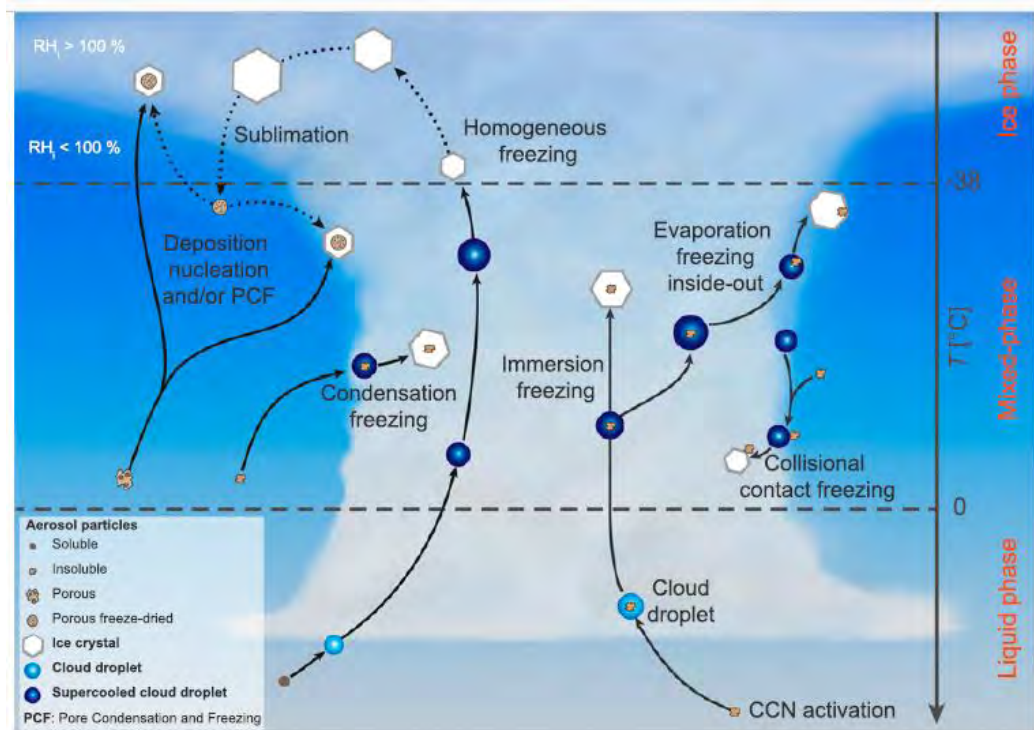 RHi > 100 %
RHi < 100 %
Sublimation
Homogeneous
freezing
Deposition
nucleation
and/or PCF
Condensation
freezing
Immersion
freezing
Evaporation
freezing
inside-out
Collisional
contact freezing
Cloud
droplet
CCN activation
-38
0
T [°C]
Ice phase
Mixed-phase
Liquid phase
Aerosol particles
Soluble
Insoluble
Porous
Porous freeze-dried
Ice crystal
Cloud droplet
Supercooled cloud droplet
PCF: Pore Condensation and Freezing